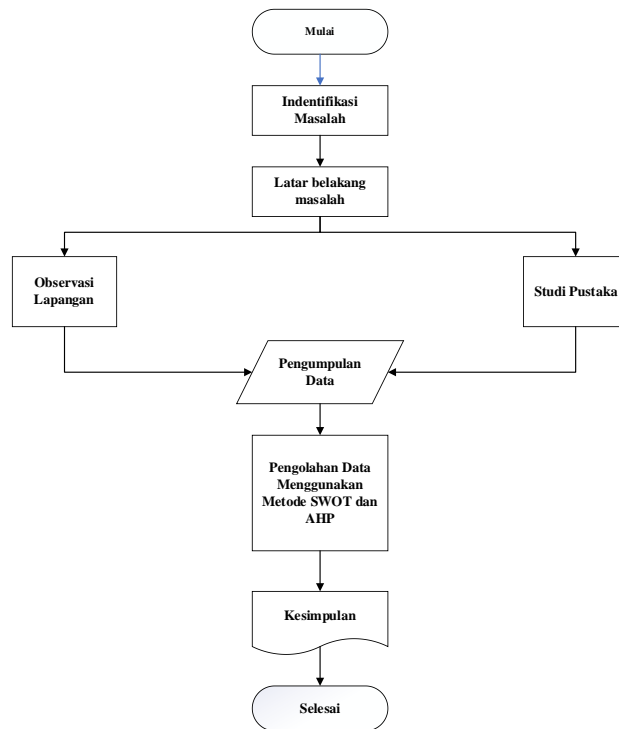 Mulai
Indentifikasi
Masalah
Latar belakang
masalah
Observasi
Lapangan
Studi Pustaka
Pengumpulan
Data
Pengolahan Data
Menggunakan
Metode SWOT dan
AHP
Kesimpulan
Selesai